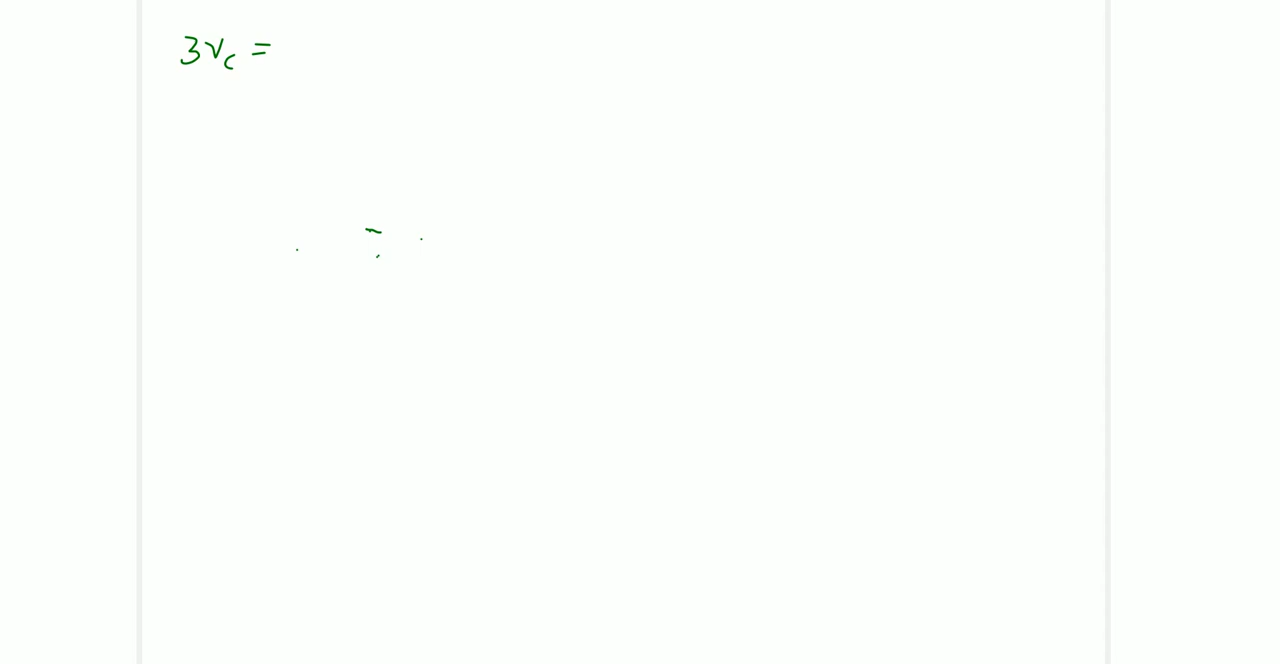 3v_c =